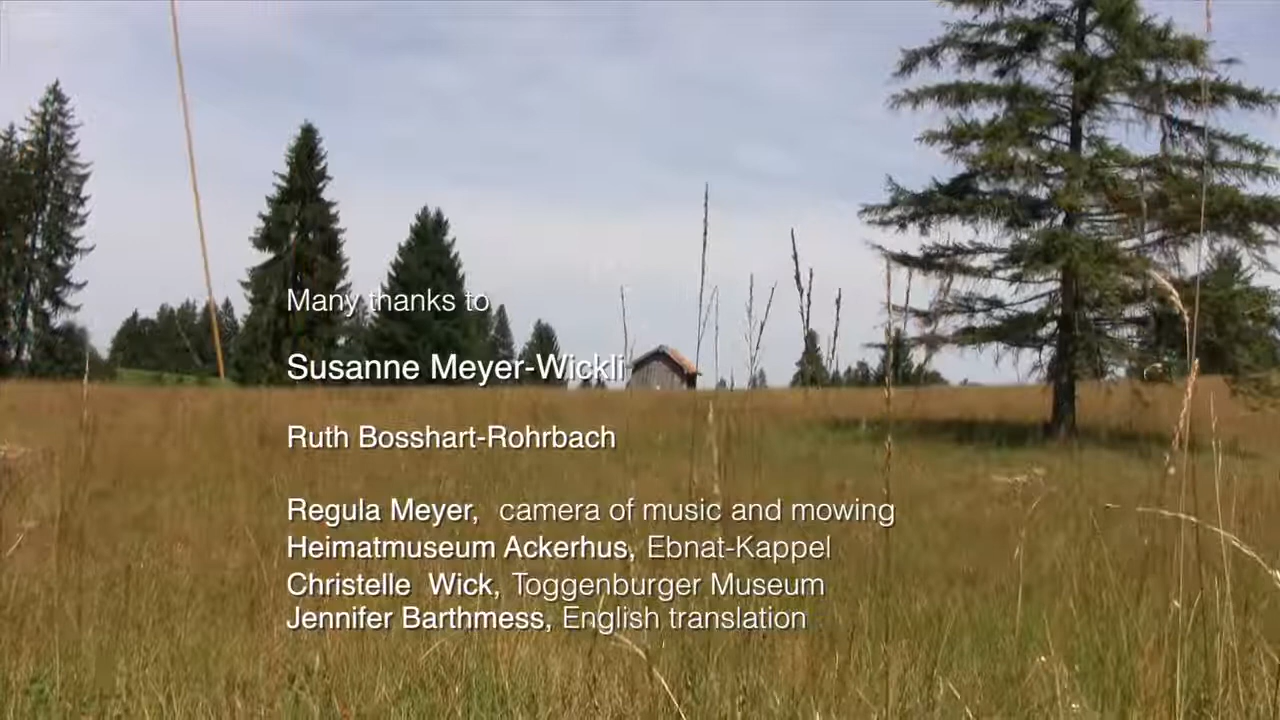 Many thanks to
Susanne Meyer-Wickli
Ruth Bosshart-Rohrbach
Regula Meyer, camera of music and mowing
Heimatmuseum Ackerhus, Ebnat-Kappel
Christelle Wick, Toggenburger Museum
Jennifer Barthmess, English translation